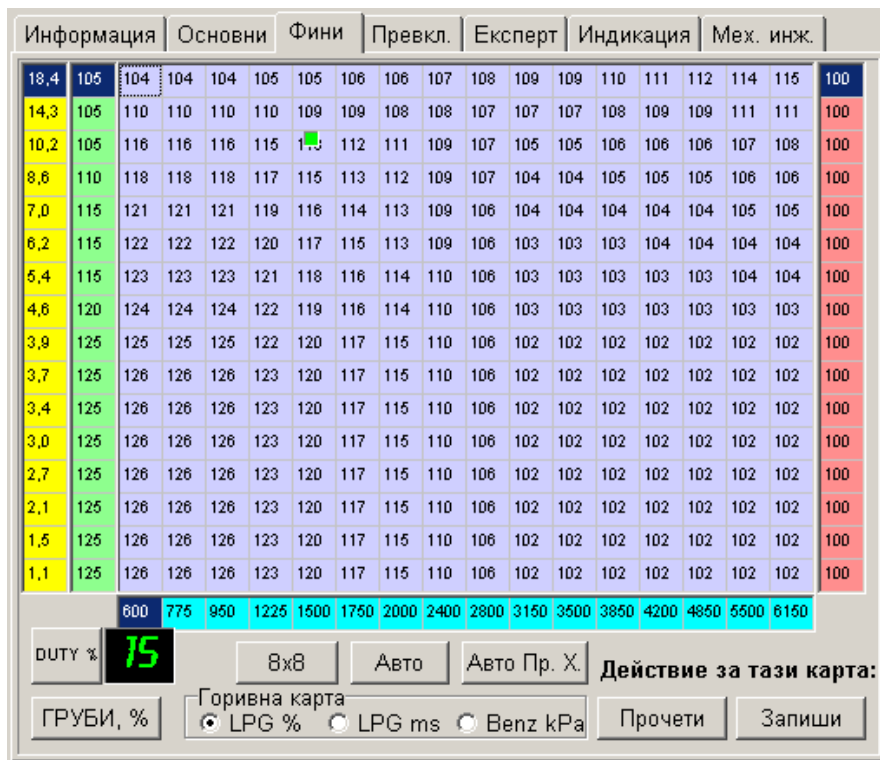 Информация Основни Фини Превкл. Експерт Индикация Мех. инж.
18,4 105 104 104 104 105 105 106 106 107 108 109 109 110 111 112 114 115 100
14,3 105 110 110 110 110 109 109 108 108 107 107 107 108 109 109 111 111 100
10,2 105 116 116 116 115 112 111 109 107 105 105 106 106 106 107 108 100
8,6 110 118 118 118 117 115 113 112 109 107 104 104 105 105 105 106 106 100
7,0 115 121 121 121 119 116 114 113 109 106 104 104 104 104 104 105 105 100
6,2 115 122 122 122 120 117 115 113 109 106 103 103 103 104 104 104 104 100
5,4 115 123 123 123 121 118 116 114 110 106 103 103 103 103 103 104 104 100
4,6 120 124 124 124 122 119 116 114 110 106 103 103 103 103 103 103 103 100
3,9 125 125 125 125 122 120 117 115 110 106 102 102 102 102 102 102 102 100
3,7 125 126 126 126 123 120 117 115 110 106 102 102 102 102 102 102 102 100
3,4 125 126 126 126 123 120 117 115 110 106 102 102 102 102 102 102 102 100
3,0 125 126 126 126 123 120 117 115 110 106 102 102 102 102 102 102 102 100
2,7 125 126 126 126 123 120 117 115 110 106 102 102 102 102 102 102 102 100
2,1 125 126 126 126 123 120 117 115 110 106 102 102 102 102 102 102 102 100
1,5 125 126 126 126 123 120 117 115 110 106 102 102 102 102 102 102 102 100
1,1 125 126 126 126 123 120 117 115 110 106 102 102 102 102 102 102 102 100
600 775 950 1225 1500 1750 2000 2400 2800 3150 3500 3850 4200 4850 5500 6150
DUTY % 15 8x8 Авто Авто Пр. Х. Действие за тази карта:
Горивна карта
ГРУБИ, % LPG % LPG ms Benz kPa Прочети Запиши